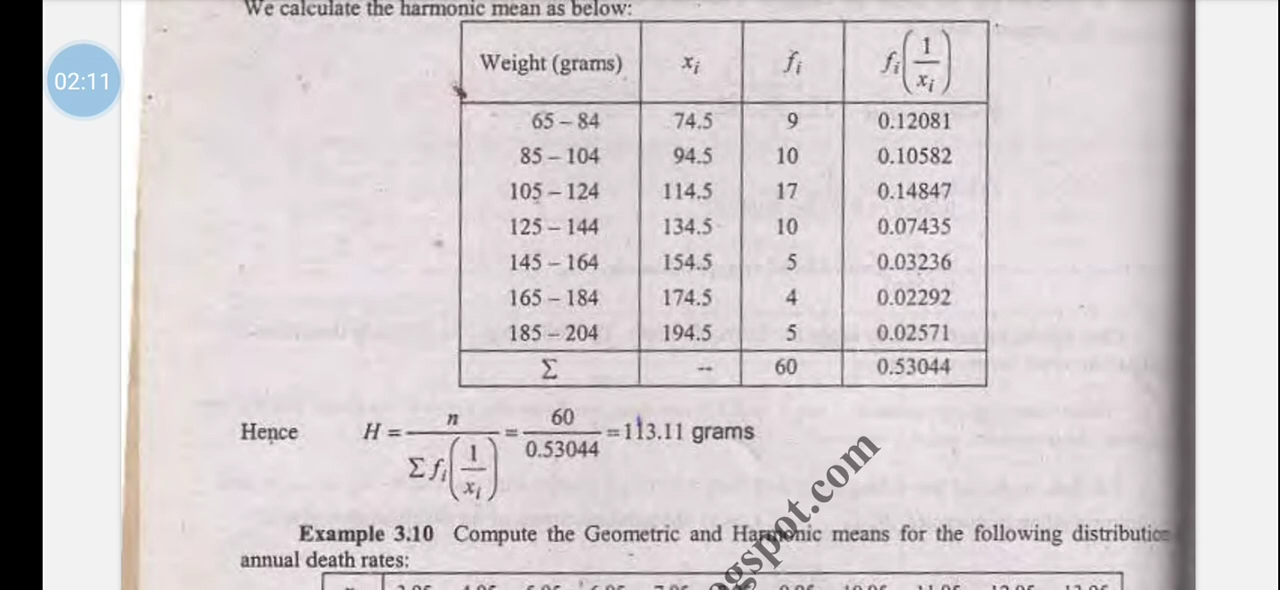 We calculate the harmonic mean as below:
02:11
Weight (grams) xᵢ fᵢ fᵢ(1/xᵢ)
65 – 84 74.5 9 0.12081
85 – 104 94.5 10 0.10582
105 – 124 114.5 17 0.14847
125 – 144 134.5 10 0.07435
145 – 164 154.5 5 0.03236
165 – 184 174.5 4 0.02292
185 – 204 194.5 5 0.02571
Σ -- 60 0.53044
Hence H = n / Σ fᵢ(1/xᵢ) = 60 / 0.53044 = 113.11 grams
Example 3.10 Compute the Geometric and Harmonic means for the following distribution
annual death rates:
gspot.com